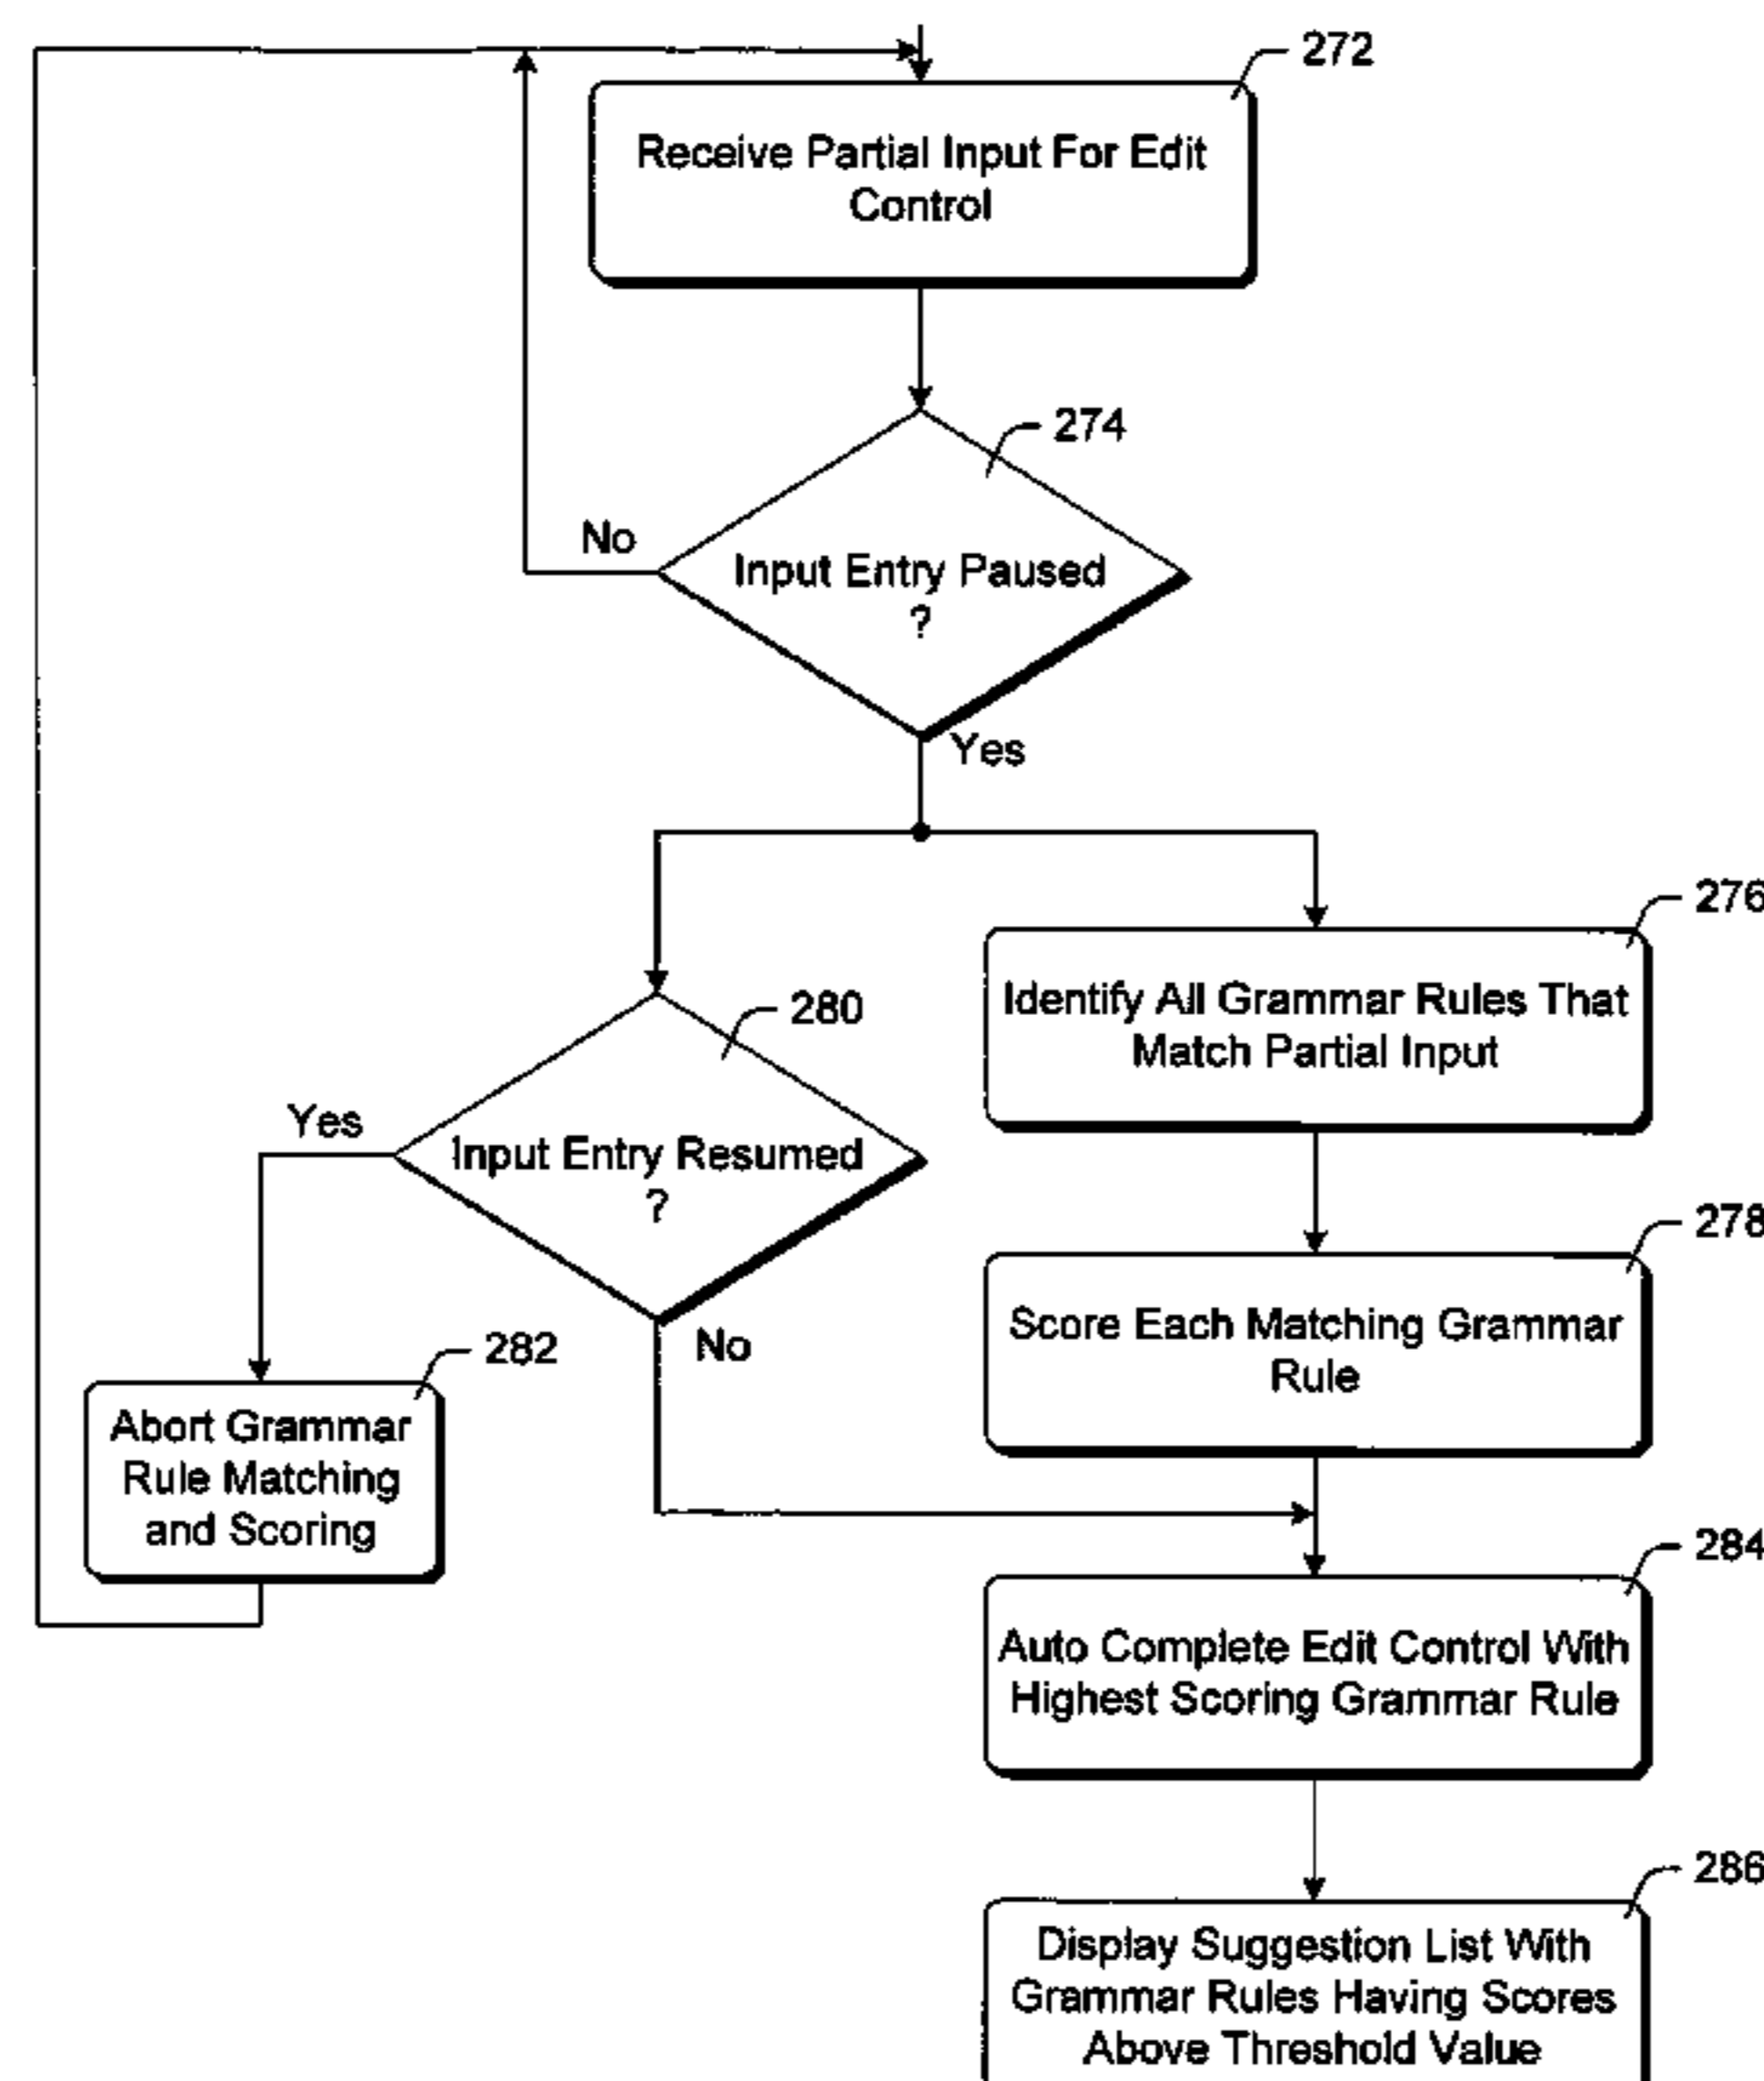 272
Receive Partial Input For Edit
Control
274
No
Input Entry Paused
?
Yes
276
Identify All Grammar Rules That
Match Partial Input
280
Yes
Input Entry Resumed
?
No
278
Score Each Matching Grammar
Rule
282
Abort Grammar
Rule Matching
and Scoring
284
Auto Complete Edit Control With
Highest Scoring Grammar Rule
286
Display Suggestion List With
Grammar Rules Having Scores
Above Threshold Value